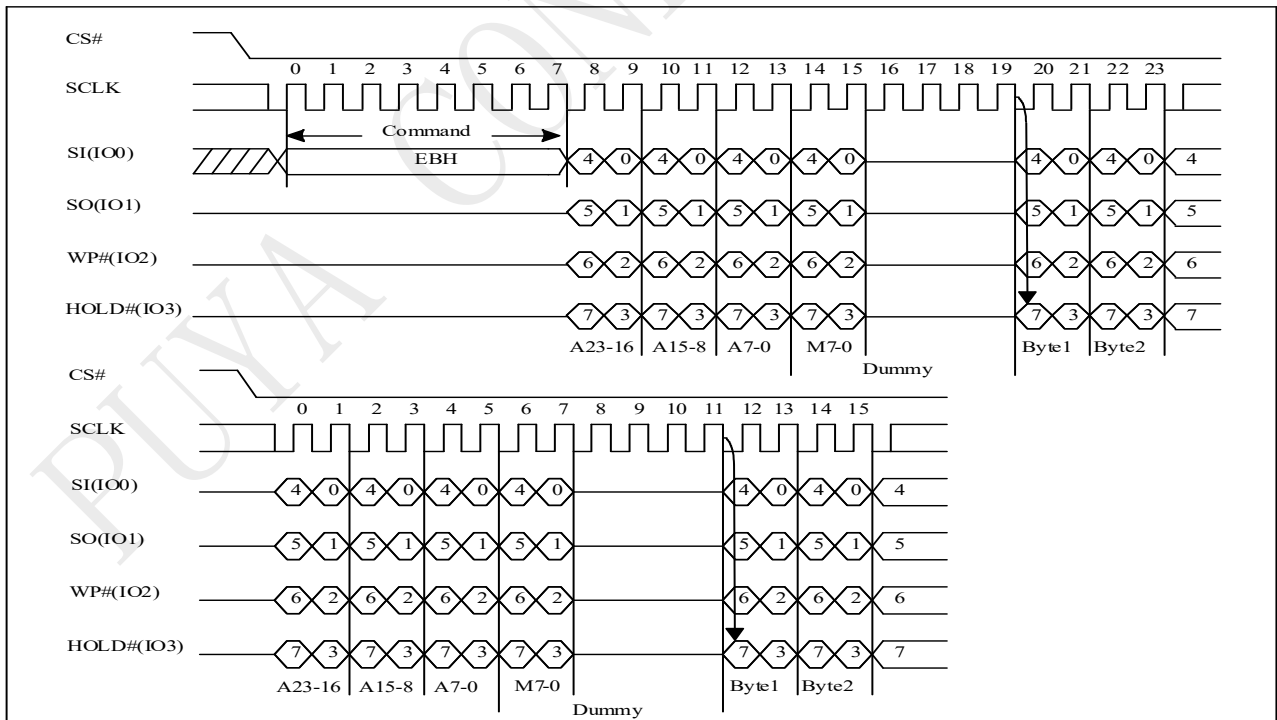 PUYA CON
CS#
0 1 2 3 4 5 6 7 8 9 10 11 12 13 14 15 16 17 18 19 20 21 22 23
SCLK
Command
SI(IO0) EBH 4 0 4 0 4 0 4 0 4 0 4 0 4
SO(IO1) 5 1 5 1 5 1 5 1 5 1 5 1 5
WP#(IO2) 6 2 6 2 6 2 6 2 6 2 6 2 6
HOLD#(IO3) 7 3 7 3 7 3 7 3 7 3 7 3 7
A23-16 A15-8 A7-0 M7-0 Byte1 Byte2
Dummy
CS#
0 1 2 3 4 5 6 7 8 9 10 11 12 13 14 15
SCLK
SI(IO0) 4 0 4 0 4 0 4 0 4 0 4 0 4
SO(IO1) 5 1 5 1 5 1 5 1 5 1 5 1 5
WP#(IO2) 6 2 6 2 6 2 6 2 6 2 6 2 6
HOLD#(IO3) 7 3 7 3 7 3 7 3 7 3 7 3 7
A23-16 A15-8 A7-0 M7-0 Byte1 Byte2
Dummy